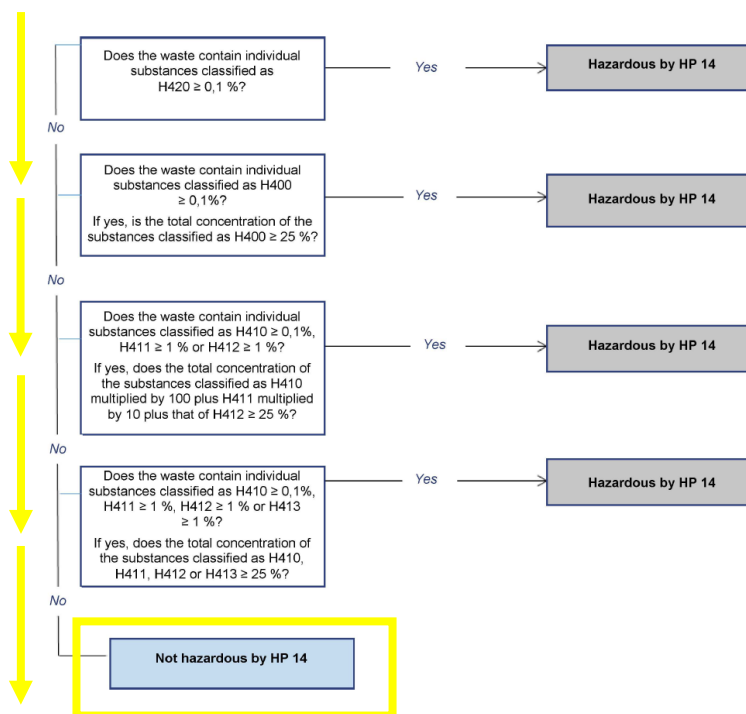 Does the waste contain individual
substances classified as
H420 ≥ 0,1 %?
Yes
Hazardous by HP 14
No
Does the waste contain individual
substances classified as H400
≥ 0,1%?
If yes, is the total concentration of the
substances classified as H400 ≥ 25 %?
Yes
Hazardous by HP 14
No
Does the waste contain individual
substances classified as H410 ≥ 0,1%,
H411 ≥ 1 % or H412 ≥ 1 %?
If yes, does the total concentration of
the substances classified as H410
multiplied by 100 plus H411 multiplied
by 10 plus that of H412 ≥ 25 %?
Yes
Hazardous by HP 14
No
Does the waste contain individual
substances classified as H410 ≥ 0,1%,
H411 ≥ 1 %, H412 ≥ 1 % or H413
≥ 1 %?
If yes, does the total concentration of
the substances classified as H410,
H411, H412 or H413 ≥ 25 %?
Yes
Hazardous by HP 14
No
Not hazardous by HP 14